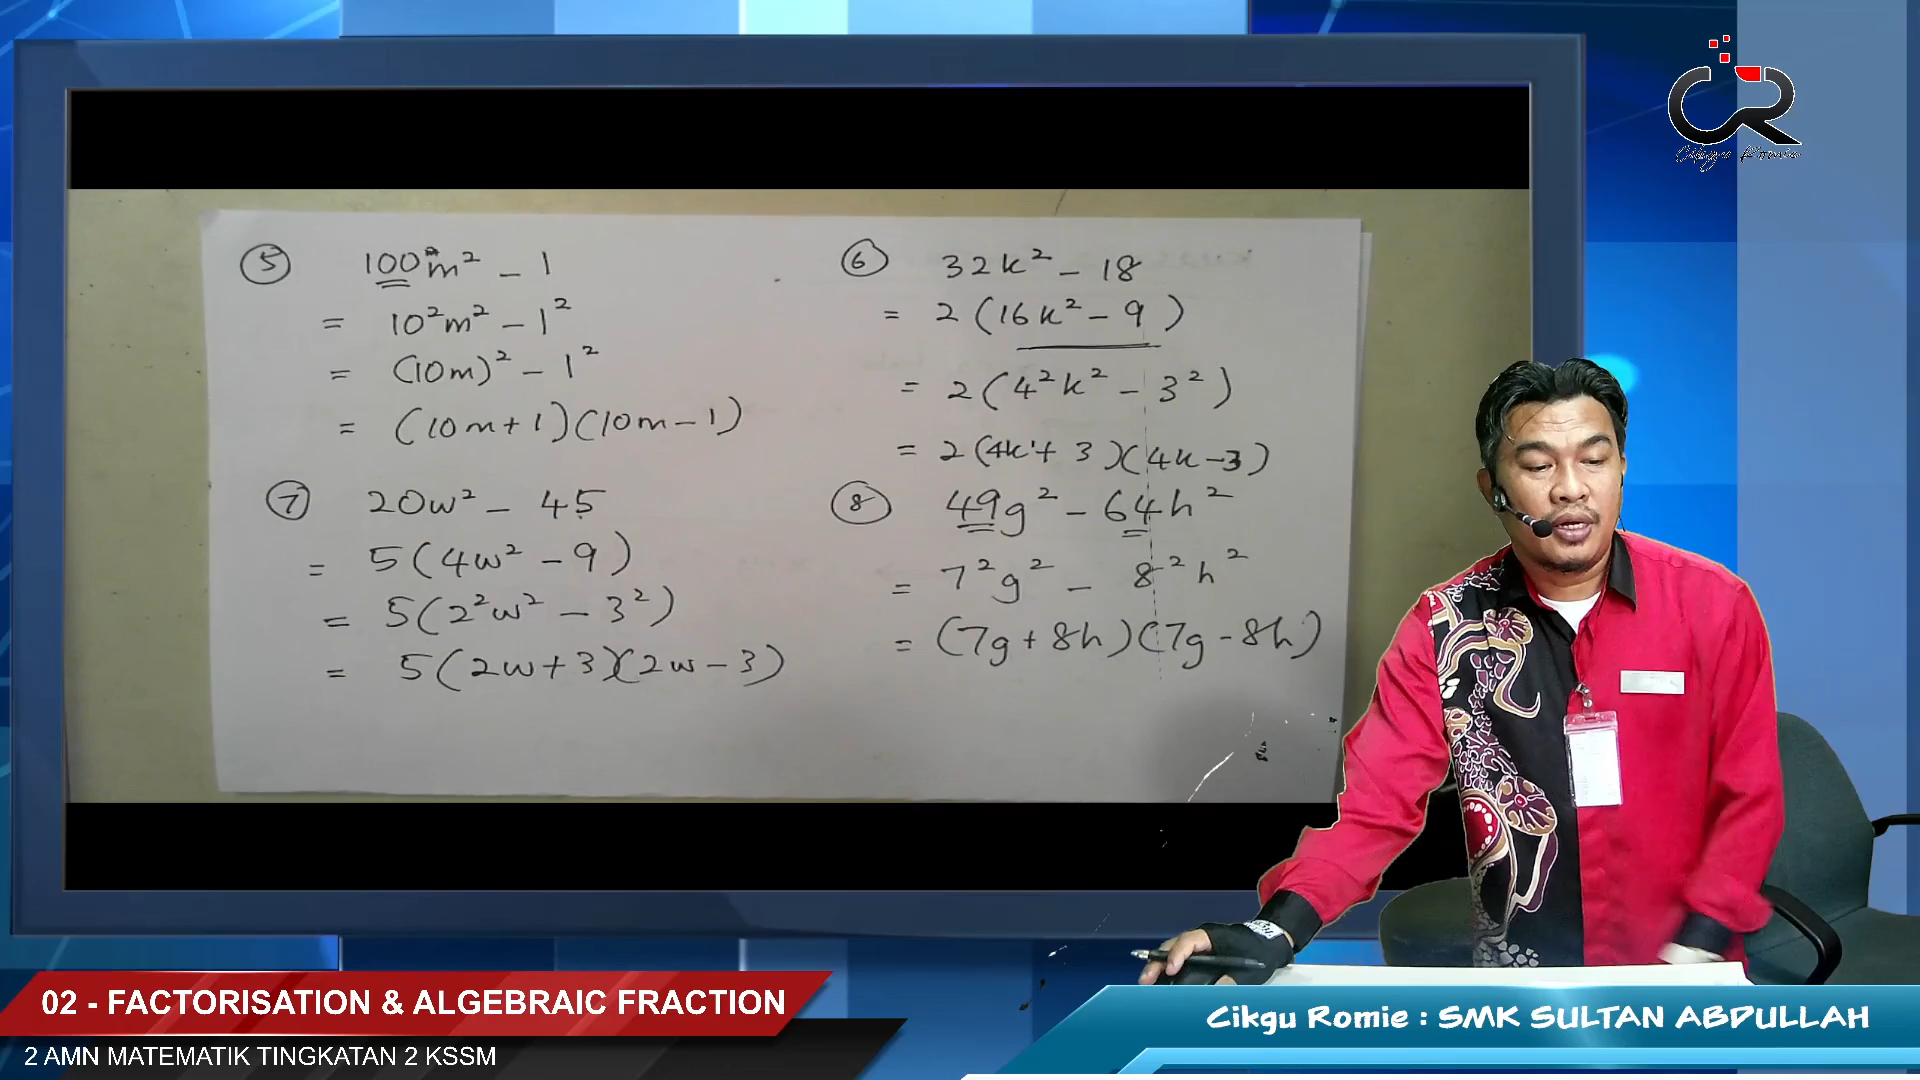 CR
Cikgu Romie
⑤ 100m² - 1
= 10²m² - 1²
= (10m)² - 1²
= (10m+1)(10m-1)
⑥ 32k² - 18
= 2(16k² - 9)
= 2(4²k² - 3²)
= 2(4k+3)(4k-3)
⑦ 20w² - 45
= 5(4w² - 9)
= 5(2²w² - 3²)
= 5(2w+3)(2w-3)
⑧ 49g² - 64h²
= 7²g² - 8²h²
= (7g+8h)(7g-8h)
02 - FACTORISATION & ALGEBRAIC FRACTION
2 AMN MATEMATIK TINGKATAN 2 KSSM
Cikgu Romie : SMK SULTAN ABDULLAH